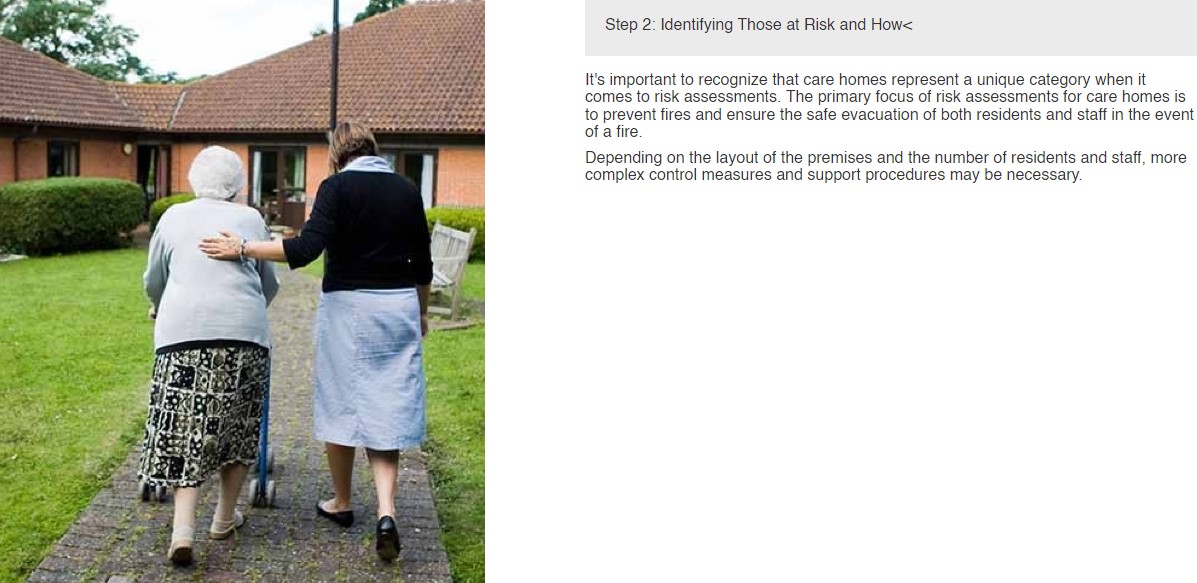 Step 2: Identifying Those at Risk and How<
It's important to recognize that care homes represent a unique category when it
comes to risk assessments. The primary focus of risk assessments for care homes is
to prevent fires and ensure the safe evacuation of both residents and staff in the event
of a fire.
Depending on the layout of the premises and the number of residents and staff, more
complex control measures and support procedures may be necessary.